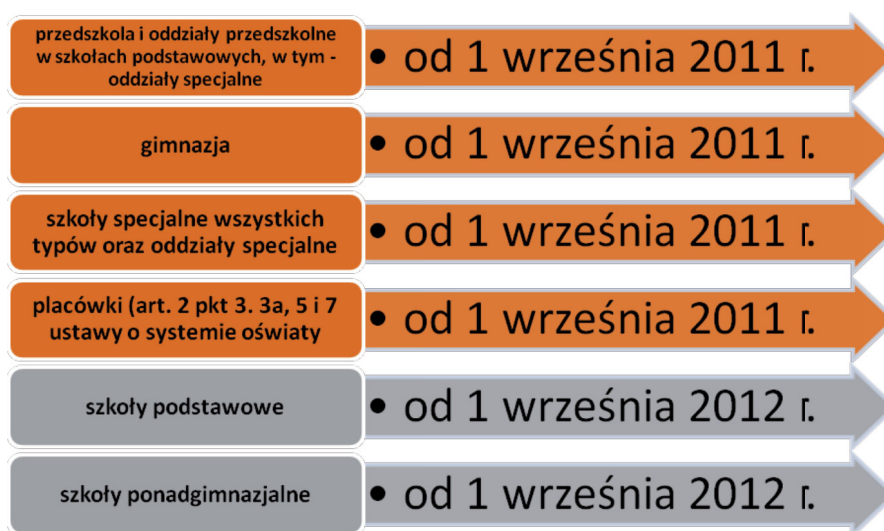 przedszkola i oddziały przedszkolne
w szkołach podstawowych, w tym -
oddziały specjalne
• od 1 września 2011 r.
gimnazja
• od 1 września 2011 r.
szkoły specjalne wszystkich
typów oraz oddziały specjalne
• od 1 września 2011 r.
placówki (art. 2 pkt 3. 3a, 5 i 7
ustawy o systemie oświaty
• od 1 września 2011 r.
szkoły podstawowe
• od 1 września 2012 r.
szkoły ponadgimnazjalne
• od 1 września 2012 r.